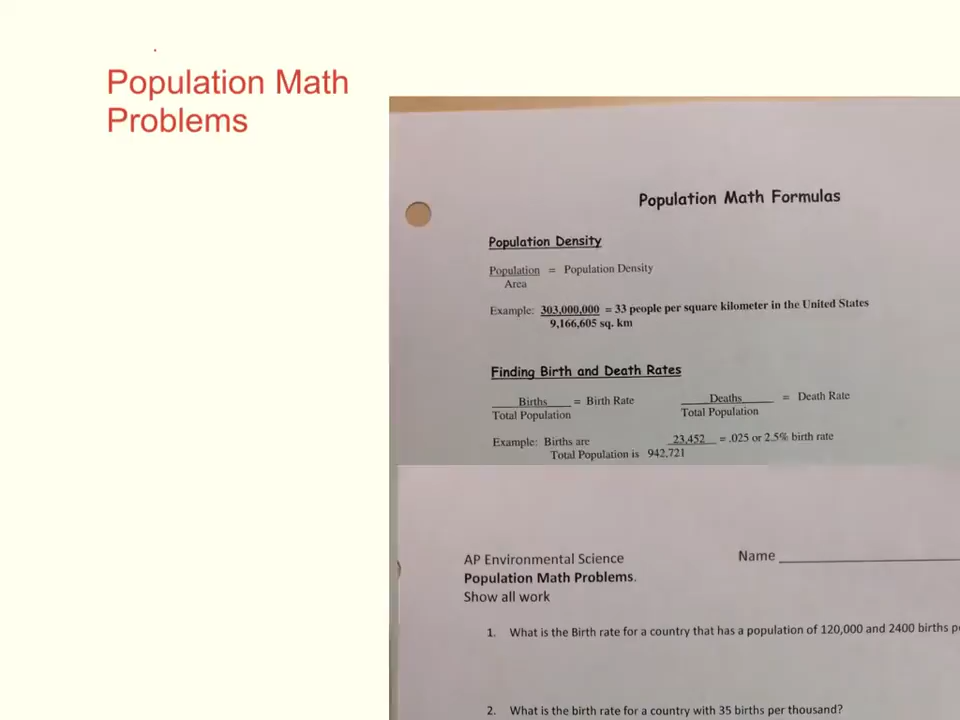 Population Math
Problems
Population Math Formulas
Population Density
Population = Population Density
Area
Example: 303,000,000 = 33 people per square kilometer in the United States
9,166,605 sq. km
Finding Birth and Death Rates
Births = Birth Rate Deaths = Death Rate
Total Population Total Population
Example: Births are 23,452 = .025 or 2.5% birth rate
Total Population is 942,721
AP Environmental Science Name
Population Math Problems.
Show all work
1. What is the Birth rate for a country that has a population of 120,000 and 2400 births
2. What is the birth rate for a country with 35 births per thousand?